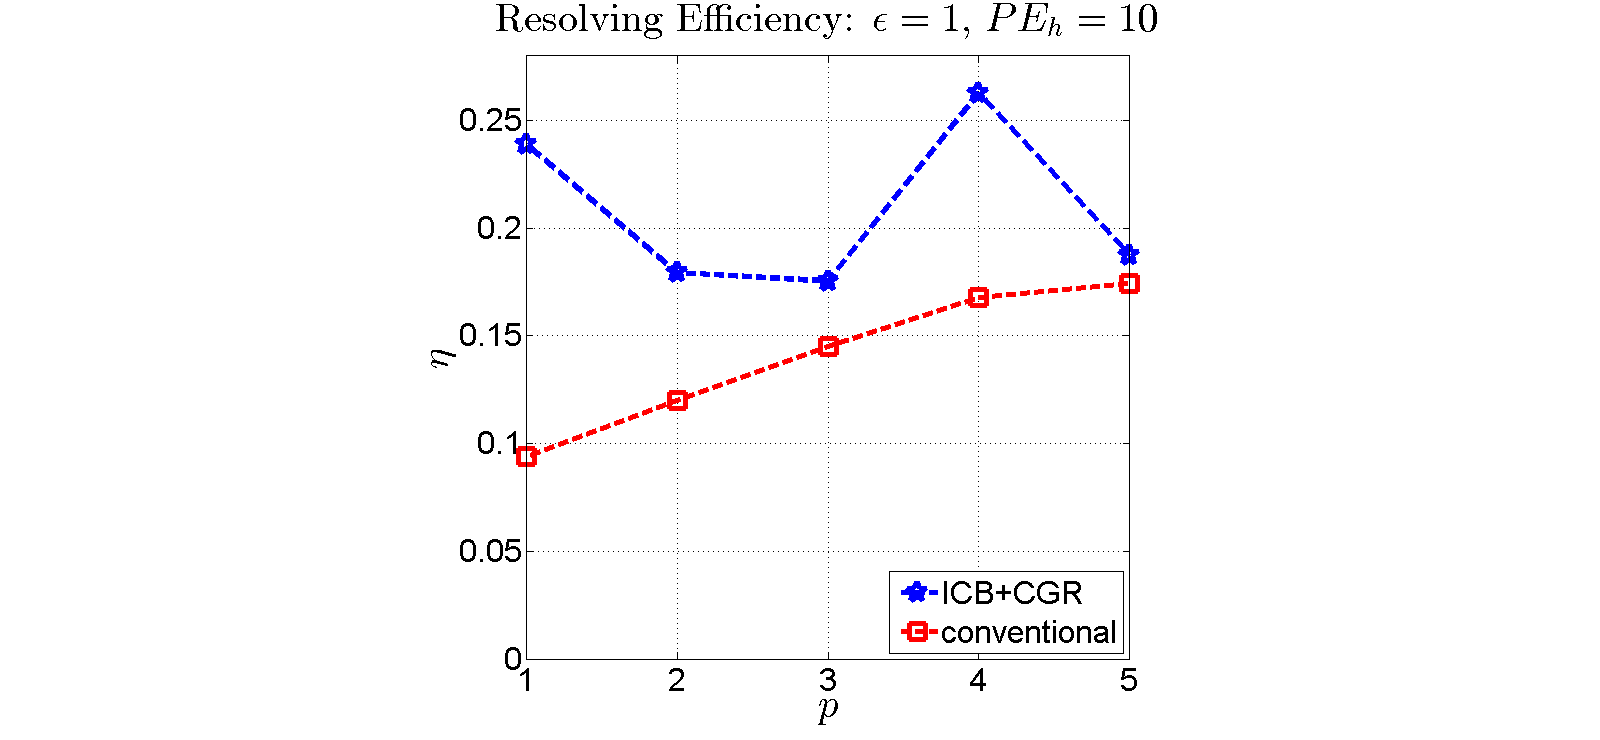 Resolving Efficiency: ϵ = 1, PE_h = 10
0.25
0.2
0.15
0.1
0.05
0
η
1 2 3 4 5
p
ICB+CGR
conventional